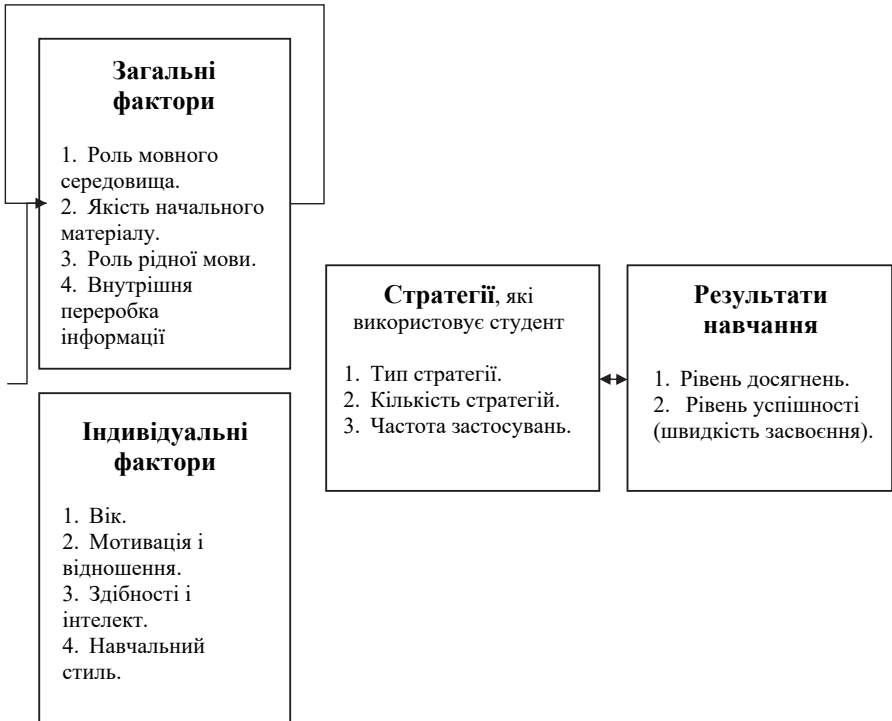 Загальні
фактори
1. Роль мовного
середовища.
2. Якість начального
матеріалу.
3. Роль рідної мови.
4. Внутрішня
переробка
інформації
Індивідуальні
фактори
1. Вік.
2. Мотивація і
відношення.
3. Здібності і
інтелект.
4. Навчальний
стиль.
Стратегії, які
використовує студент
1. Тип стратегії.
2. Кількість стратегій.
3. Частота застосувань.
Результати
навчання
1. Рівень досягнень.
2. Рівень успішності
(швидкість засвоєння).